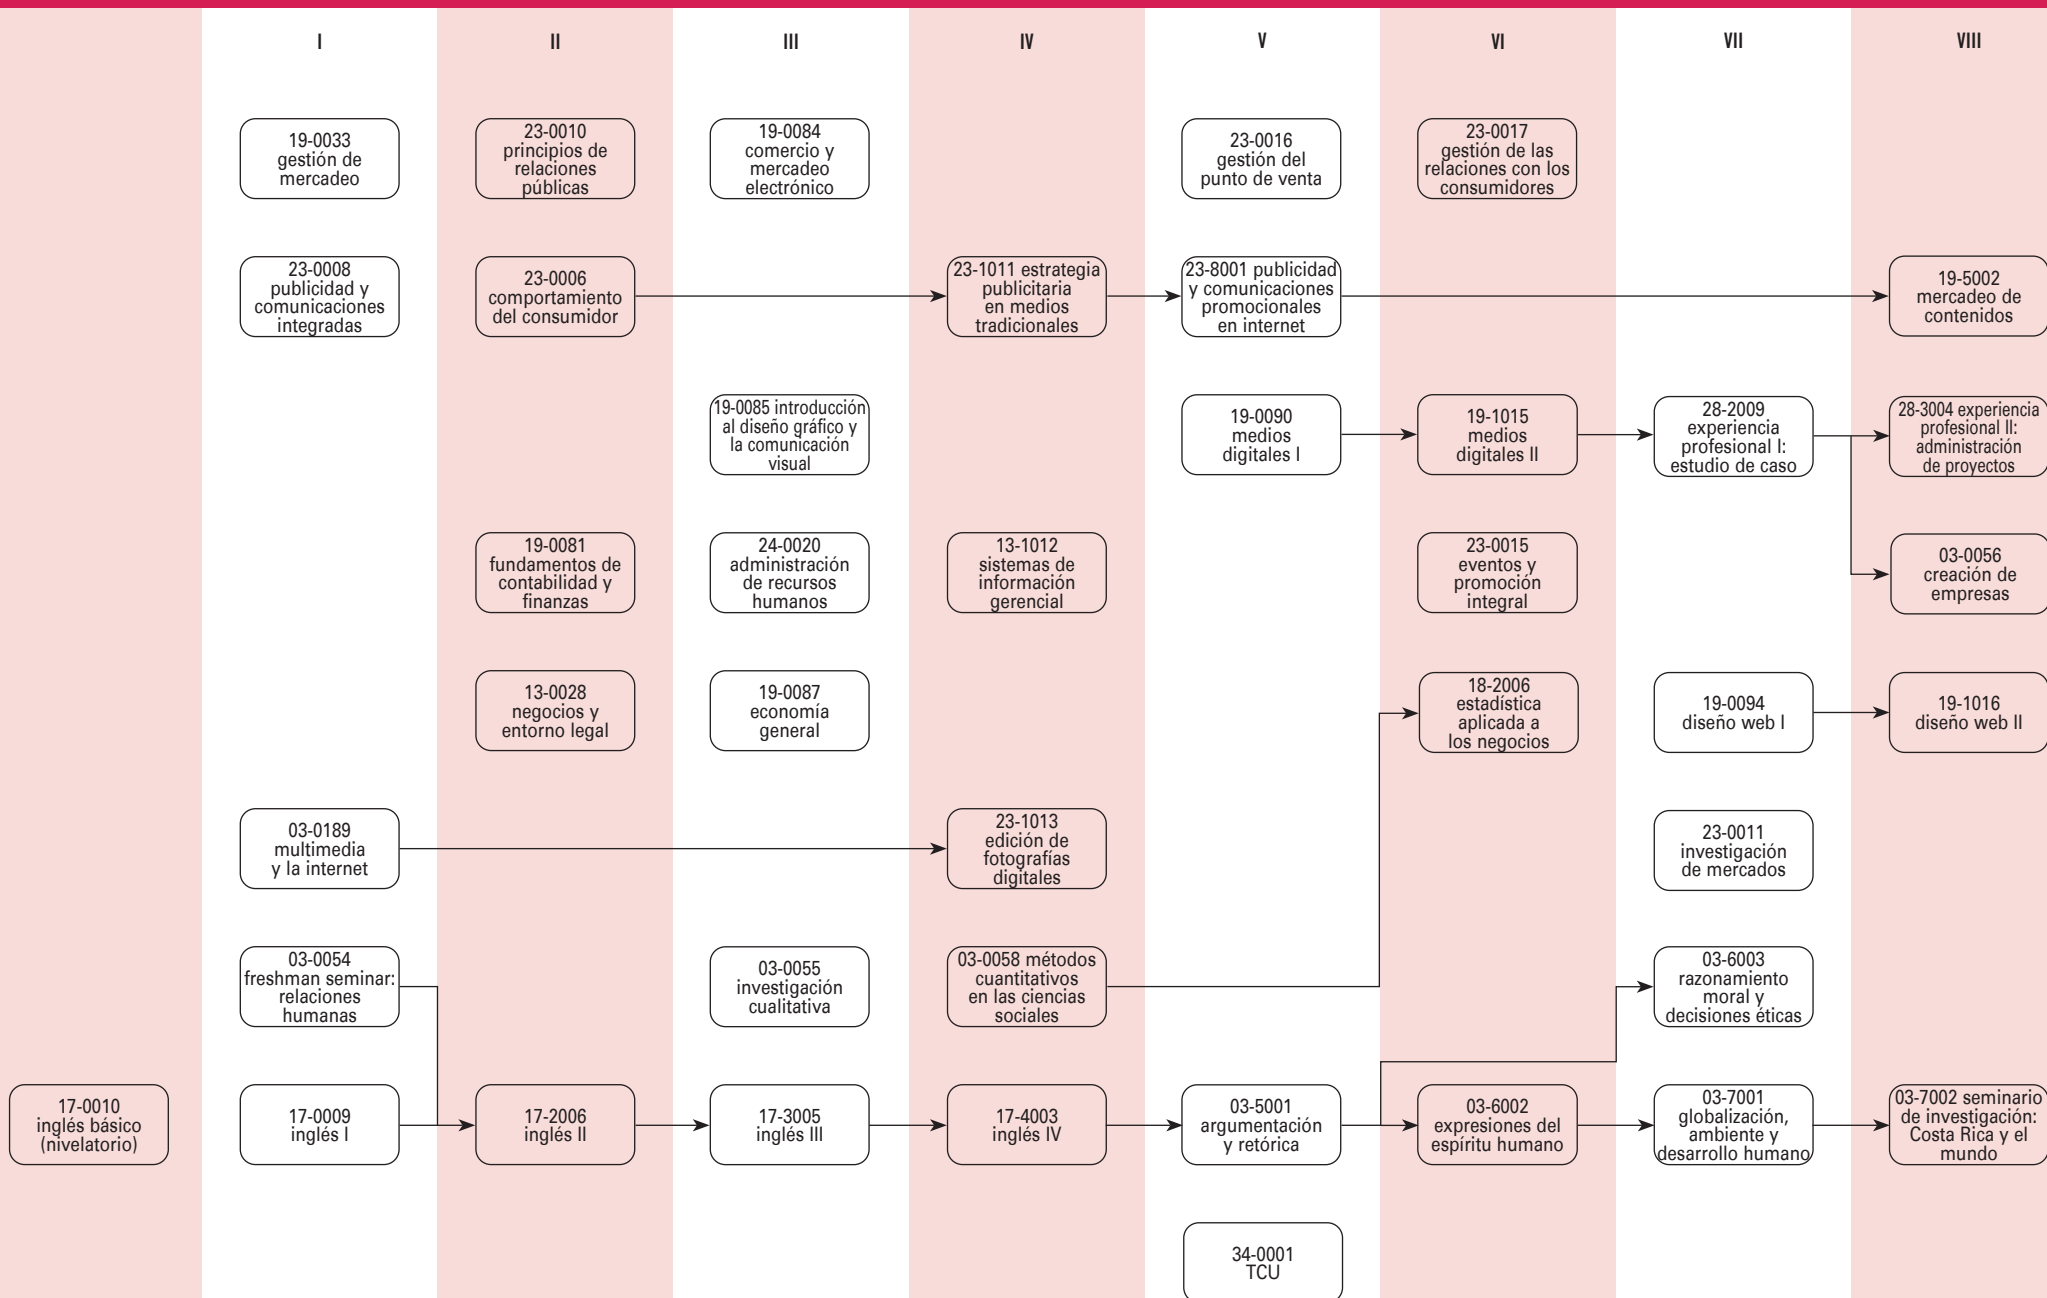 I
II
III
IV
V
VI
VII
VIII
19-0033
gestión de
mercadeo
23-0010
principios de
relaciones
públicas
19-0084
comercio y
mercadeo
electrónico
23-0016
gestión del
punto de venta
23-0017
gestión de las
relaciones con los
consumidores
23-0008
publicidad y
comunicaciones
integradas
23-0006
comportamiento
del consumidor
23-1011 estrategia
publicitaria
en medios
tradicionales
23-8001 publicidad
y comunicaciones
promocionales
en internet
19-5002
mercadeo de
contenidos
19-0085 introducción
al diseño gráfico y
la comunicación
visual
19-0090
medios
digitales I
19-1015
medios
digitales II
28-2009
experiencia
profesional I:
estudio de caso
28-3004 experiencia
profesional II:
administración
de proyectos
19-0081
fundamentos de
contabilidad y
finanzas
24-0020
administración
de recursos
humanos
13-1012
sistemas de
información
gerencial
23-0015
eventos y
promoción
integral
03-0056
creación de
empresas
13-0028
negocios y
entorno legal
19-0087
economía
general
18-2006
estadística
aplicada a
los negocios
19-0094
diseño web I
19-1016
diseño web II
03-0189
multimedia
y la internet
23-1013
edición de
fotografías
digitales
23-0011
investigación
de mercados
03-0054
freshman seminar:
relaciones
humanas
03-0055
investigación
cualitativa
03-0058 métodos
cuantitativos
en las ciencias
sociales
03-6003
razonamiento
moral y
decisiones éticas
17-0010
inglés básico
(nivelatorio)
17-0009
inglés I
17-2006
inglés II
17-3005
inglés III
17-4003
inglés IV
03-5001
argumentación
y retórica
03-6002
expresiones del
espíritu humano
03-7001
globalización,
ambiente y
desarrollo humano
03-7002 seminario
de investigación:
Costa Rica y el
mundo
34-0001
TCU